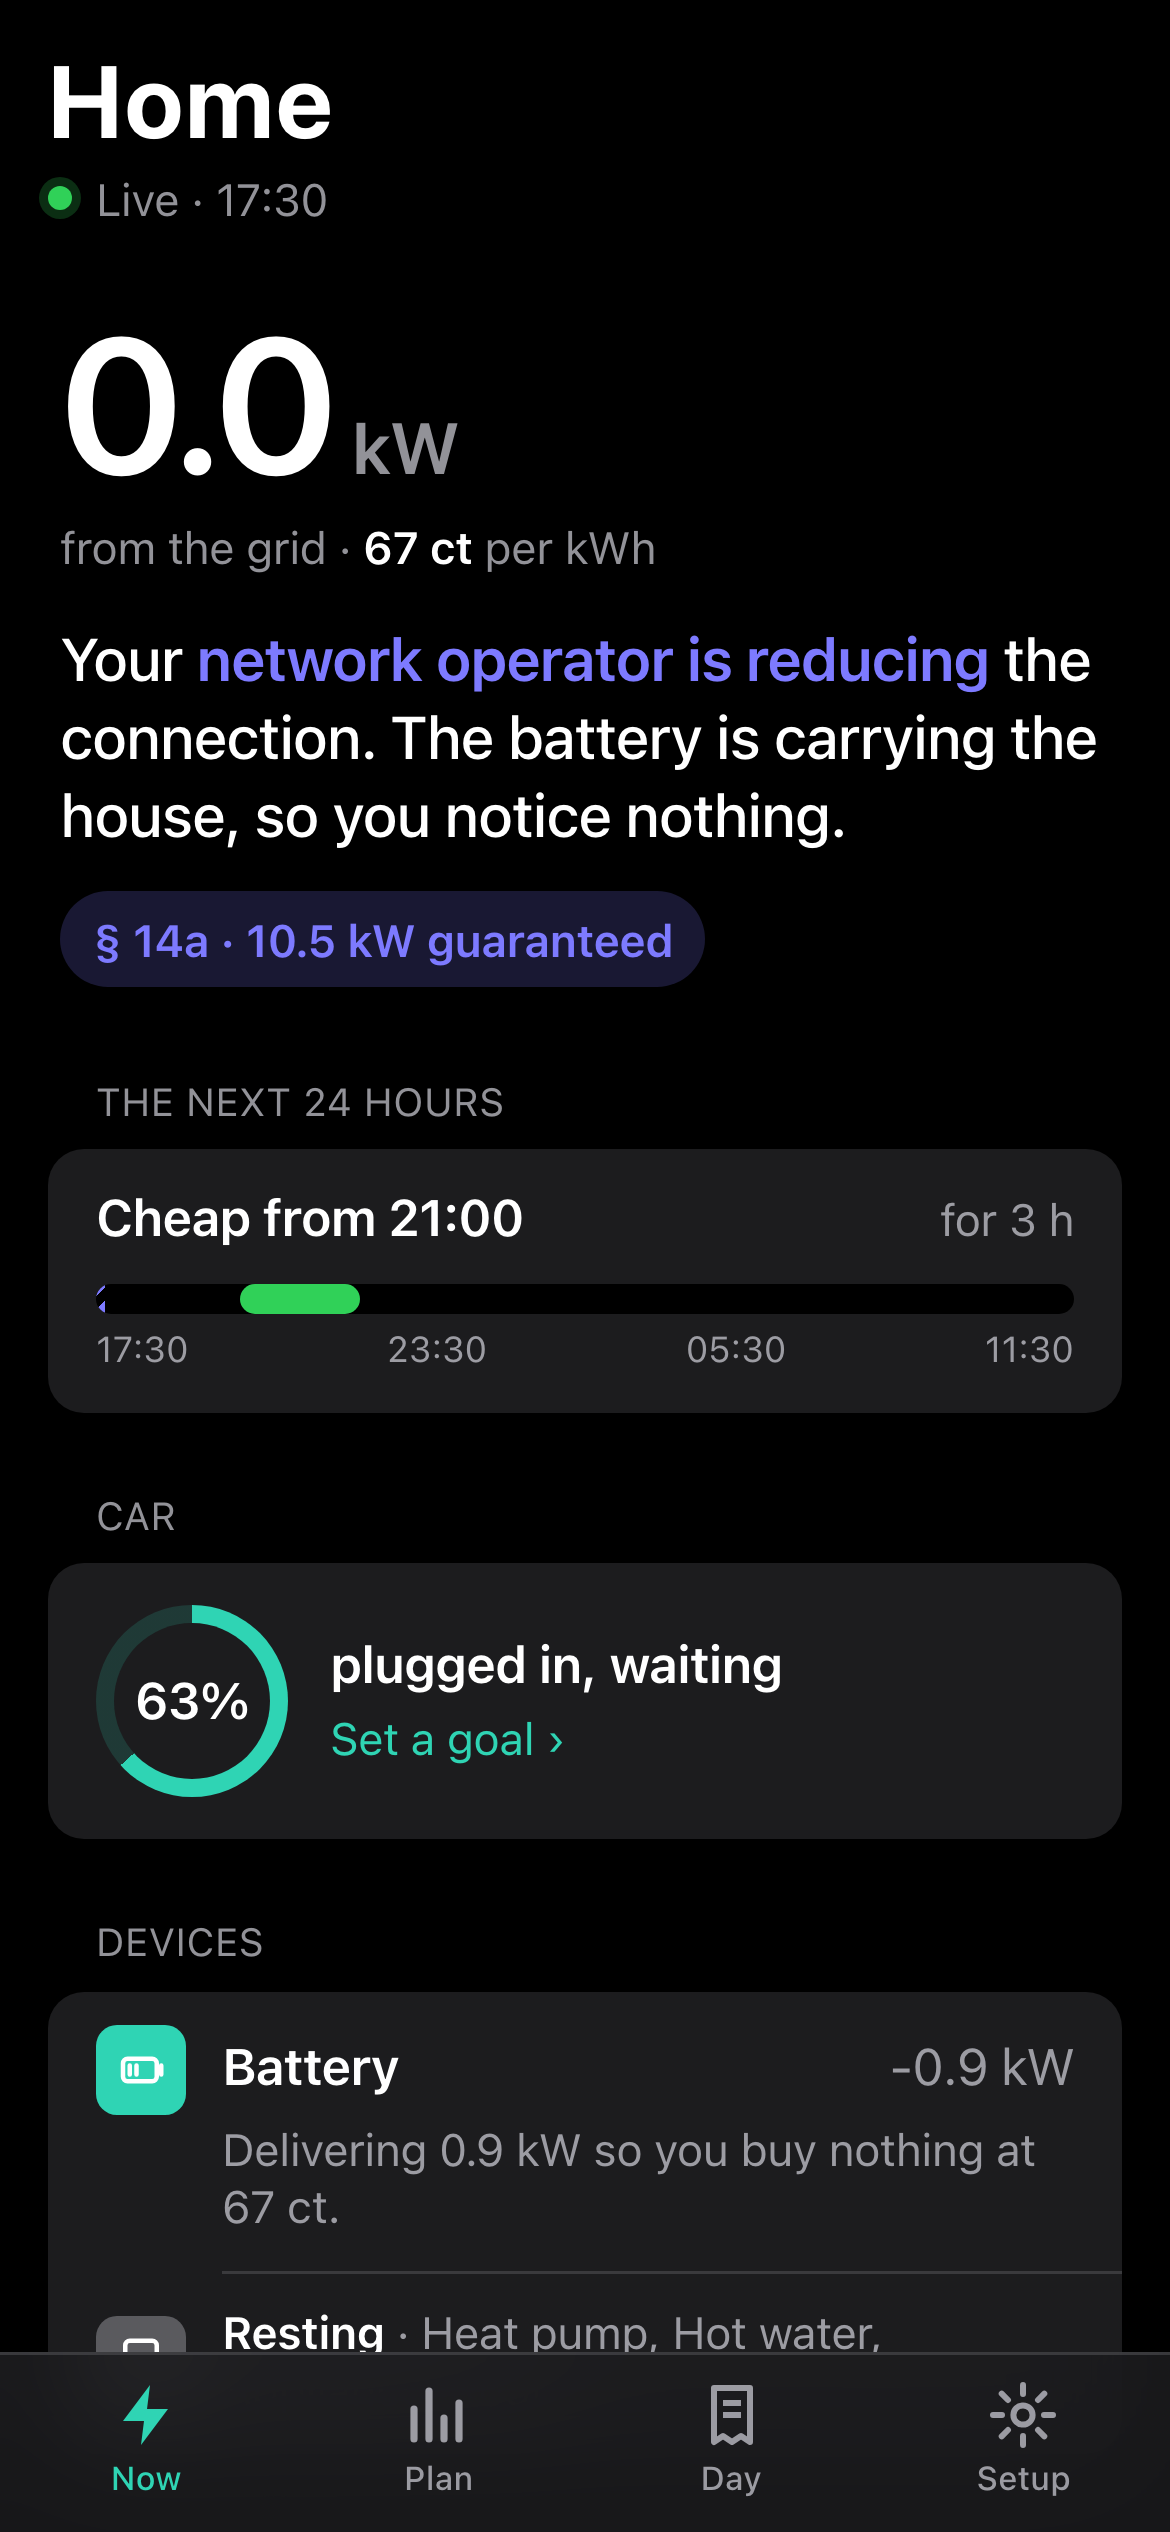 Home
Live · 17:30
0.0 kW
from the grid · 67 ct per kWh
Your network operator is reducing the
connection. The battery is carrying the
house, so you notice nothing.
§ 14a · 10.5 kW guaranteed
THE NEXT 24 HOURS
Cheap from 21:00 for 3 h
17:30 23:30 05:30 11:30
CAR
63%
plugged in, waiting
Set a goal ›
DEVICES
Battery -0.9 kW
Delivering 0.9 kW so you buy nothing at
67 ct.
Resting · Heat pump, Hot water,
Now Plan Day Setup